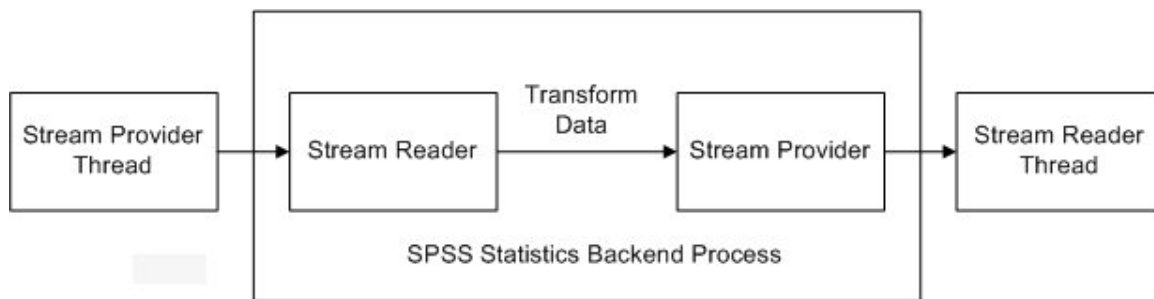 Stream Provider
Thread
Stream Reader
Transform
Data
Stream Provider
Stream Reader
Thread
SPSS Statistics Backend Process